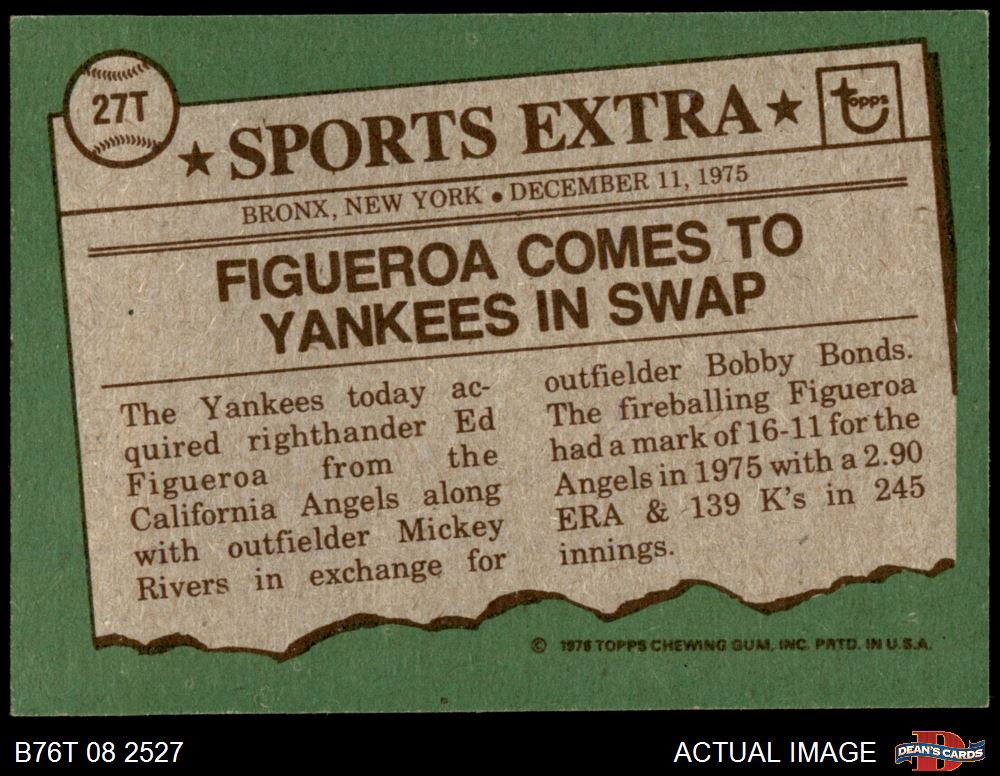 27T
★ SPORTS EXTRA ★
topps
BRONX, NEW YORK • DECEMBER 11, 1975
FIGUEROA COMES TO
YANKEES IN SWAP
The Yankees today ac-
quired righthander Ed
Figueroa from the
California Angels along
with outfielder Mickey
Rivers in exchange for
outfielder Bobby Bonds.
The fireballing Figueroa
had a mark of 16-11 for the
Angels in 1975 with a 2.90
ERA & 139 K's in 245
innings.
© 1976 TOPPS CHEWING GUM, INC. PRTD. IN U.S.A.
B76T 08 2527
ACTUAL IMAGE
DEAN'S CARDS